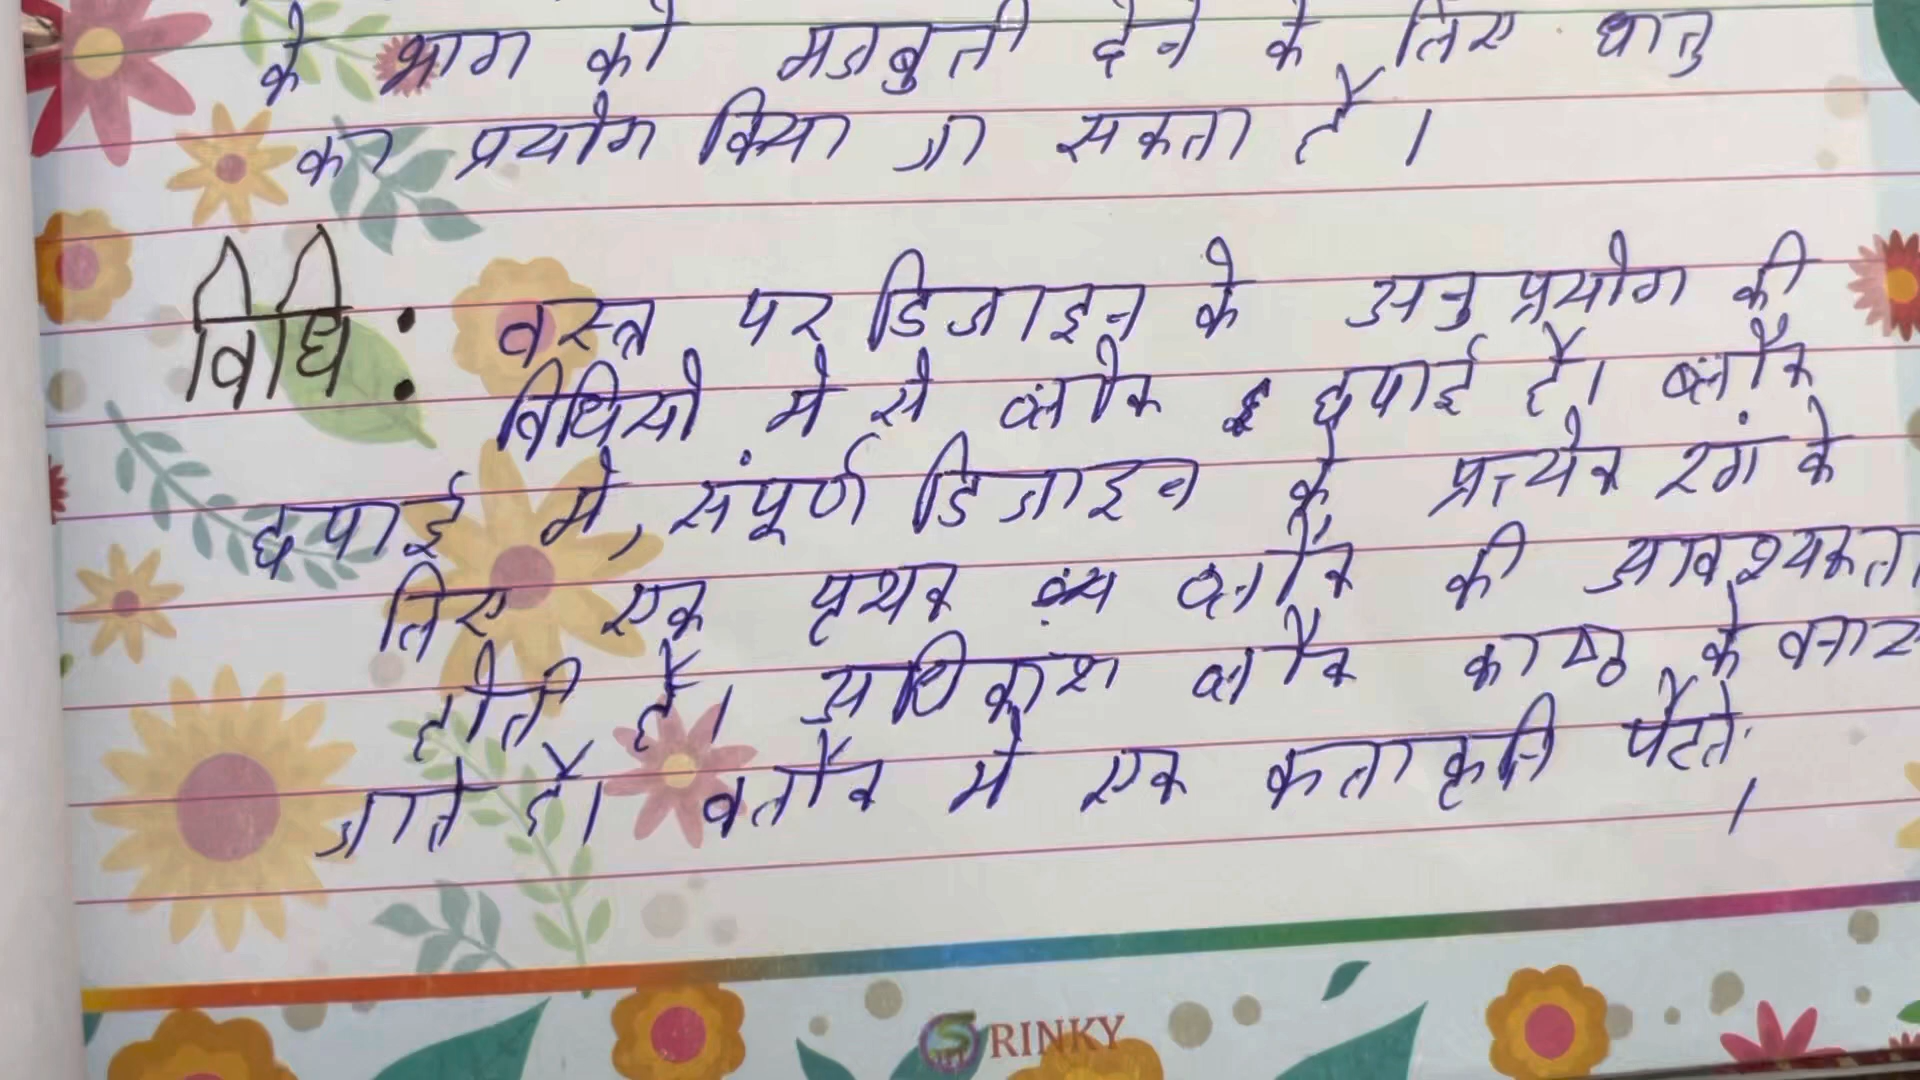 के भाग को मजबुती देने के लिए धातु
का प्रयोग किया जा सकता है ।
विधि : वस्त्र पर डिजाइन के अनुप्रयोग की
विधियो मे से ब्लॉक छपाई है। ब्लॉक
छपाई मे, संपूर्ण डिजाइन के प्रत्येक रंग के
लिए एक पृथक ब्लॉक की आवश्यकता
होती है। अधिकाश ब्लॉक काष्ठ के बनाए
जाते है। ब्लॉक मे एक कलाकृति
RINKY